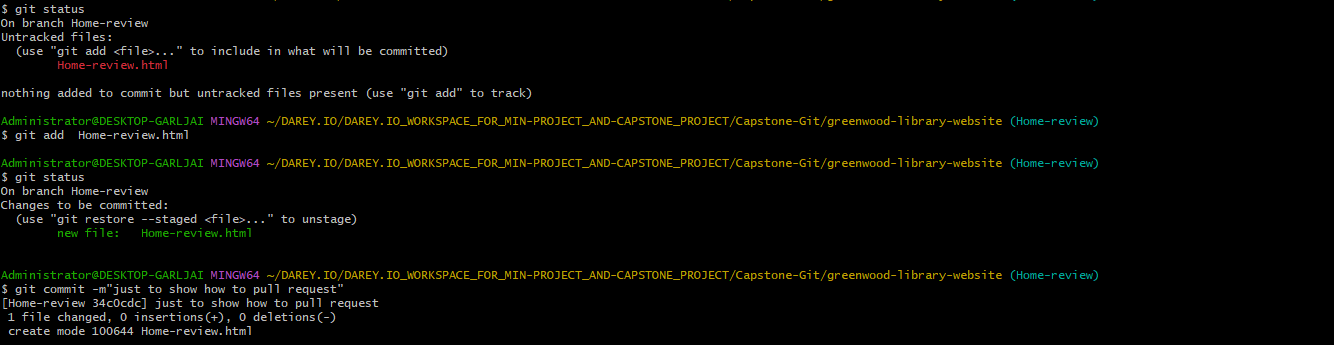 $ git status
On branch Home-review
Untracked files:
  (use "git add <file>..." to include in what will be committed)
        Home-review.html

nothing added to commit but untracked files present (use "git add" to track)

Administrator@DESKTOP-GARLJAI MINGW64 ~/DAREY.IO/DAREY.IO_WORKSPACE_FOR_MIN-PROJECT_AND-CAPSTONE_PROJECT/Capstone-Git/greenwood-library-website (Home-review)
$ git add  Home-review.html

Administrator@DESKTOP-GARLJAI MINGW64 ~/DAREY.IO/DAREY.IO_WORKSPACE_FOR_MIN-PROJECT_AND-CAPSTONE_PROJECT/Capstone-Git/greenwood-library-website (Home-review)
$ git status
On branch Home-review
Changes to be committed:
  (use "git restore --staged <file>..." to unstage)
        new file:   Home-review.html


Administrator@DESKTOP-GARLJAI MINGW64 ~/DAREY.IO/DAREY.IO_WORKSPACE_FOR_MIN-PROJECT_AND-CAPSTONE_PROJECT/Capstone-Git/greenwood-library-website (Home-review)
$ git commit -m"just to show how to pull request"
[Home-review 34c0cdc] just to show how to pull request
 1 file changed, 0 insertions(+), 0 deletions(-)
 create mode 100644 Home-review.html